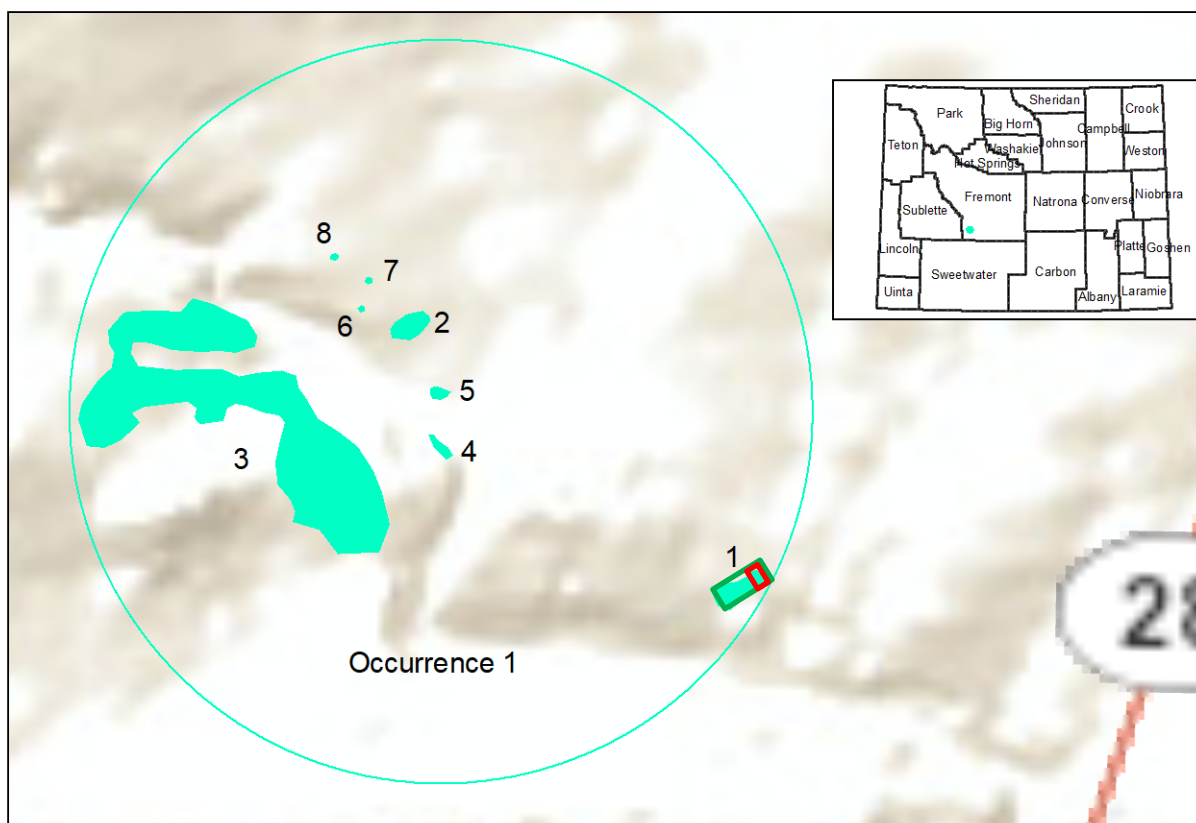 Sheridan
Crook
Park
Big Horn
Campbell
Johnson
Teton
Washakie
Weston
Hot Springs
Fremont
Niobrara
Natrona
Converse
Sublette
Lincoln
Platte
Goshen
Sweetwater
Carbon
Uinta
Albany
Laramie
8
7
6
2
5
4
3
1
28
Occurrence 1